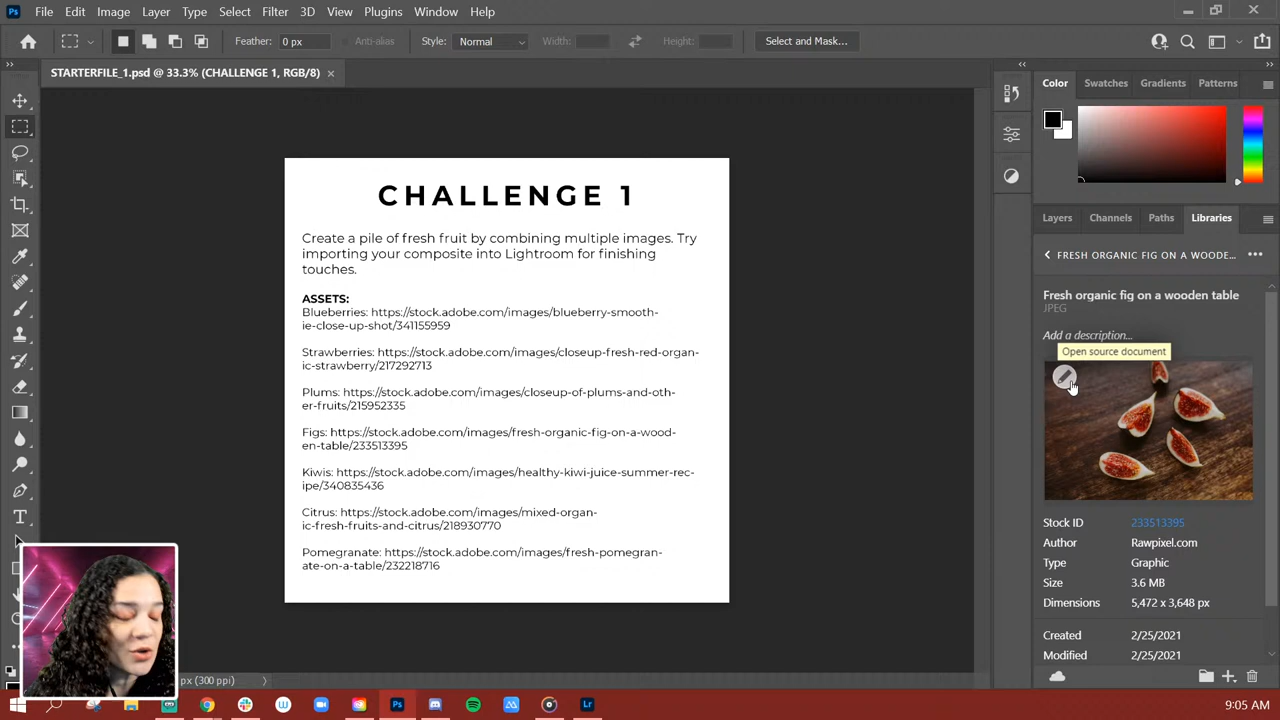 Ps File Edit Image Layer Type Select Filter 3D View Plugins Window Help
Feather: 0 px Anti-alias Style: Normal Width: Height: Select and Mask...
STARTERFILE_1.psd @ 33.3% (CHALLENGE 1, RGB/8) ×
Color Swatches Gradients Patterns
Layers Channels Paths Libraries
FRESH ORGANIC FIG ON A WOODE...
Fresh organic fig on a wooden table
JPEG
Add a description...
Open source document
Stock ID 233513395
Author Rawpixel.com
Type Graphic
Size 3.6 MB
Dimensions 5,472 x 3,648 px
Created 2/25/2021
Modified 2/25/2021
CHALLENGE 1
Create a pile of fresh fruit by combining multiple images. Try
importing your composite into Lightroom for finishing
touches.
ASSETS:
Blueberries: https://stock.adobe.com/images/blueberry-smooth-
ie-close-up-shot/341155959
Strawberries: https://stock.adobe.com/images/closeup-fresh-red-organ-
ic-strawberry/217292713
Plums: https://stock.adobe.com/images/closeup-of-plums-and-oth-
er-fruits/215952335
Figs: https://stock.adobe.com/images/fresh-organic-fig-on-a-wood-
en-table/233513395
Kiwis: https://stock.adobe.com/images/healthy-kiwi-juice-summer-rec-
ipe/340835436
Citrus: https://stock.adobe.com/images/mixed-organ-
ic-fresh-fruits-and-citrus/218930770
Pomegranate: https://stock.adobe.com/images/fresh-pomegran-
ate-on-a-table/232218716
px (300 ppi)
Ps Lr 9:05 AM